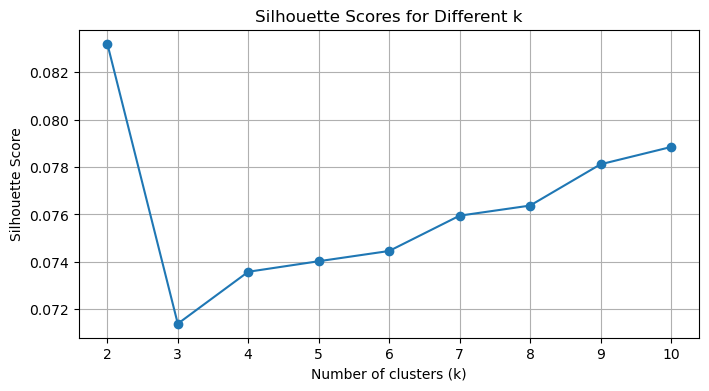 Silhouette Scores for Different k
Silhouette Score
0.082
0.080
0.078
0.076
0.074
0.072
2 3 4 5 6 7 8 9 10
Number of clusters (k)